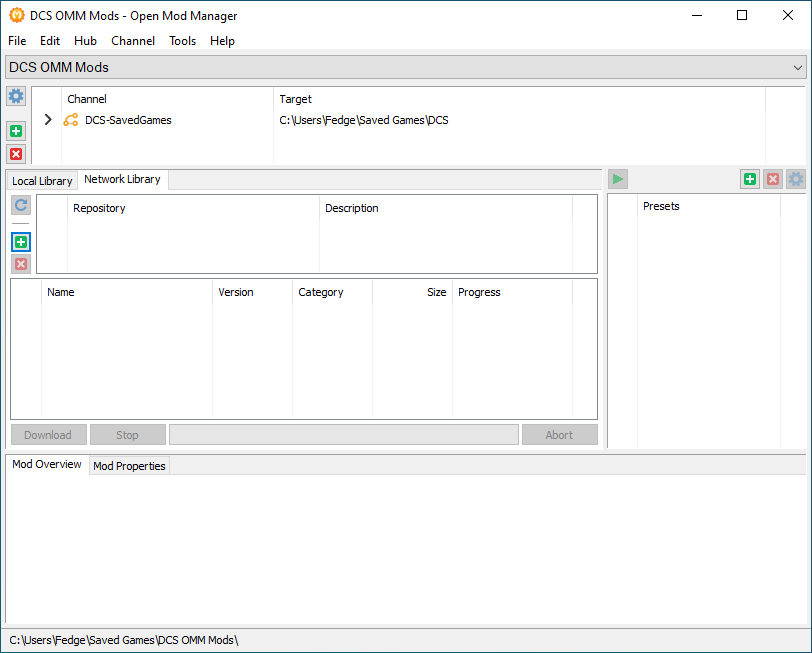 DCS OMM Mods - Open Mod Manager
File Edit Hub Channel Tools Help
DCS OMM Mods
Channel Target
DCS-SavedGames C:\Users\Fedge\Saved Games\DCS
Local Library Network Library
Repository Description
Presets
Name Version Category Size Progress
Download Stop Abort
Mod Overview Mod Properties
C:\Users\Fedge\Saved Games\DCS OMM Mods\